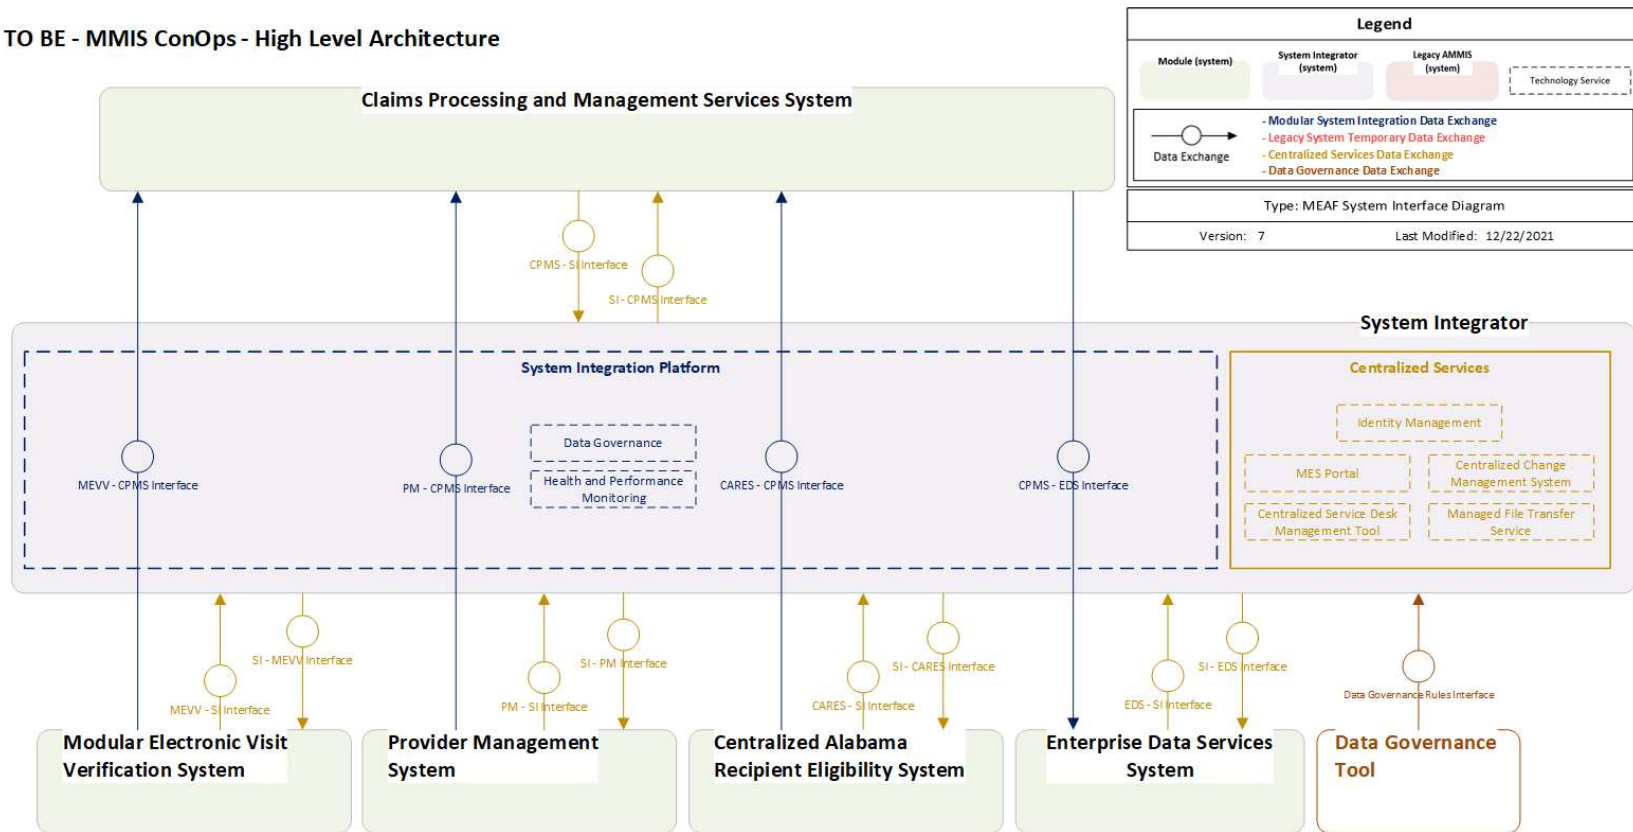 TO BE - MMIS ConOps - High Level Architecture
Legend
Module (system)
System Integrator
(system)
Legacy AMMIS
(system)
Technology Service
Data Exchange
- Modular System Integration Data Exchange
- Legacy System Temporary Data Exchange
- Centralized Services Data Exchange
- Data Governance Data Exchange
Type: MEAF System Interface Diagram
Version: 7
Last Modified: 12/22/2021
Claims Processing and Management Services System
CPMS - SI Interface
SI - CPMS Interface
System Integrator
System Integration Platform
Centralized Services
Identity Management
Data Governance
Health and Performance
Monitoring
MES Portal
Centralized Change
Management System
Centralized Service Desk
Management Tool
Managed File Transfer
Service
MEVV - CPMS Interface
PM - CPMS Interface
CARES - CPMS Interface
CPMS - EDS Interface
SI - MEVV Interface
MEVV - SI Interface
SI - PM Interface
PM - SI Interface
SI - CARES Interface
CARES - SI Interface
SI - EDS Interface
EDS - SI Interface
Data Governance Rules Interface
Modular Electronic Visit
Verification System
Provider Management
System
Centralized Alabama
Recipient Eligibility System
Enterprise Data Services
System
Data Governance
Tool